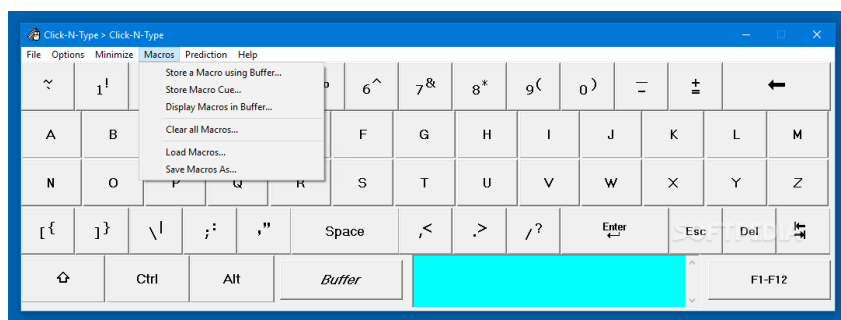 Click-N-Type > Click-N-Type
File Options Minimize Macros Prediction Help
~ ` 1! 6^ 7& 8* 9( 0) _ - + = ←
Store a Macro using Buffer...
Store Macro Cue...
Display Macros in Buffer...
Clear all Macros...
Load Macros...
Save Macros As...
A B F G H I J K L M
N O P Q R S T U V W X Y Z
[{ ]} \| ;: ," Space ,< .> /? Enter Esc Del
SOFTPEDIA
Ctrl Alt Buffer F1-F12